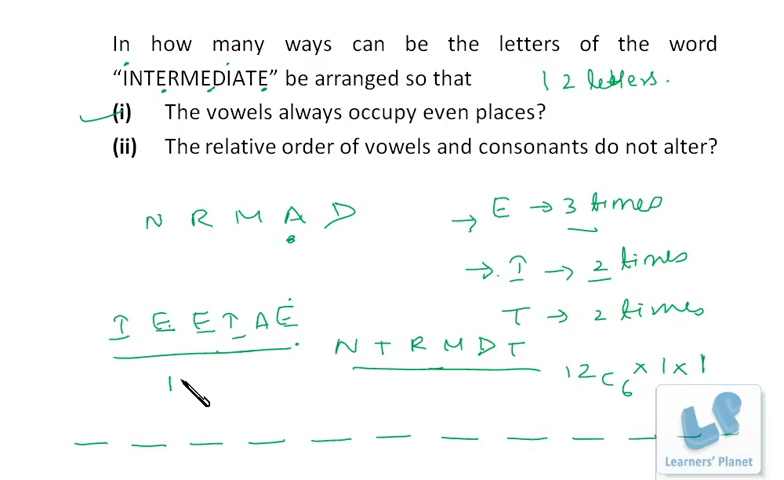 In how many ways can be the letters of the word
“INTERMEDIATE” be arranged so that 12 letters.
(i) The vowels always occupy even places?
(ii) The relative order of vowels and consonants do not alter?
N R M A D
→ E → 3 times
→ I → 2 times
T → 2 times
I E E I A E
N T R M D T
12C6 × 1 × 1
1
LP
Learners' Planet